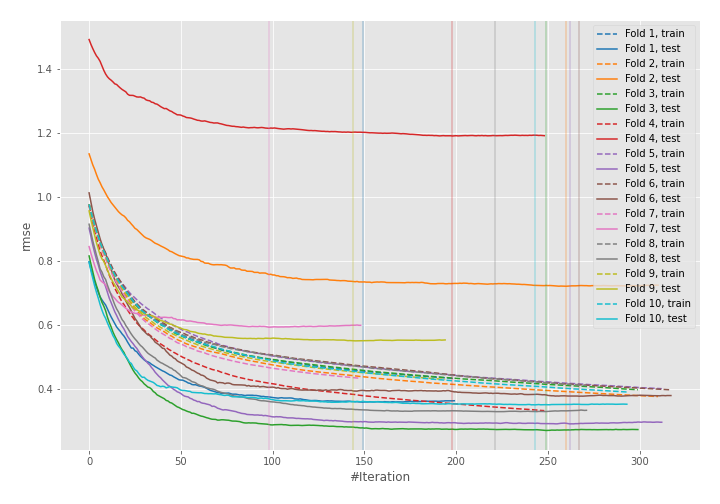 1.4
1.2
1.0
0.8
0.6
0.4
rmse
0
50
100
150
200
250
300
#Iteration
Fold 1, train
Fold 1, test
Fold 2, train
Fold 2, test
Fold 3, train
Fold 3, test
Fold 4, train
Fold 4, test
Fold 5, train
Fold 5, test
Fold 6, train
Fold 6, test
Fold 7, train
Fold 7, test
Fold 8, train
Fold 8, test
Fold 9, train
Fold 9, test
Fold 10, train
Fold 10, test